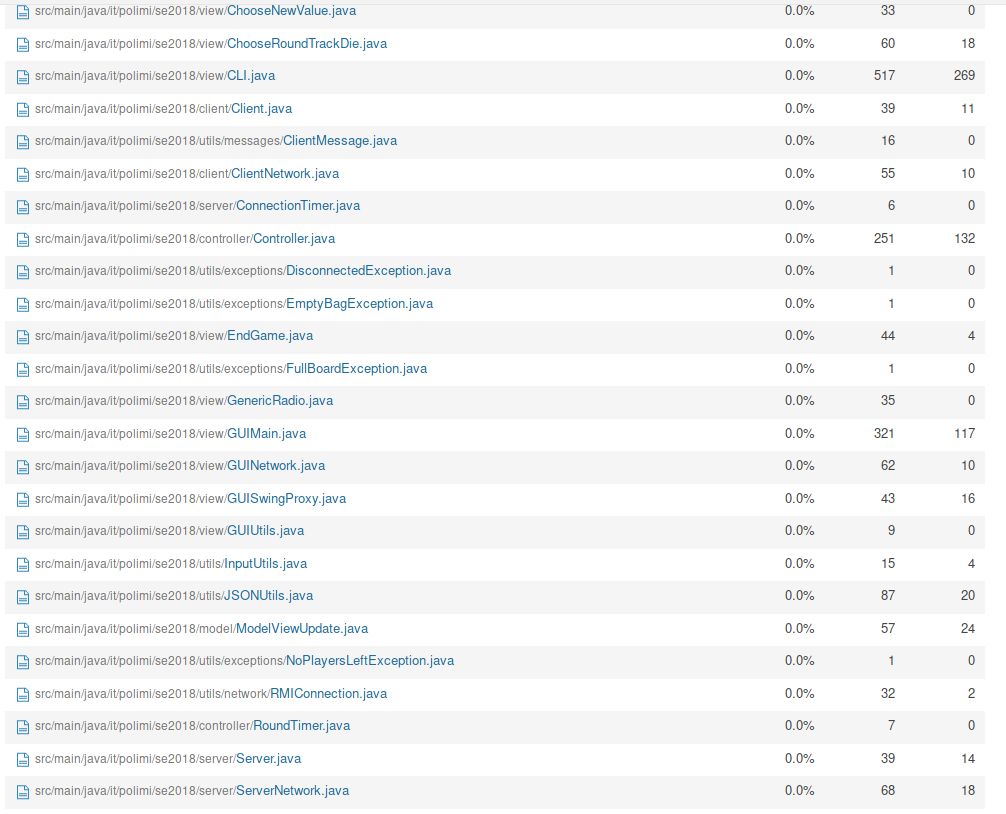 src/main/java/it/polimi/se2018/view/ChooseNewValue.java 0.0% 33 0
src/main/java/it/polimi/se2018/view/ChooseRoundTrackDie.java 0.0% 60 18
src/main/java/it/polimi/se2018/view/CLI.java 0.0% 517 269
src/main/java/it/polimi/se2018/client/Client.java 0.0% 39 11
src/main/java/it/polimi/se2018/utils/messages/ClientMessage.java 0.0% 16 0
src/main/java/it/polimi/se2018/client/ClientNetwork.java 0.0% 55 10
src/main/java/it/polimi/se2018/server/ConnectionTimer.java 0.0% 6 0
src/main/java/it/polimi/se2018/controller/Controller.java 0.0% 251 132
src/main/java/it/polimi/se2018/utils/exceptions/DisconnectedException.java 0.0% 1 0
src/main/java/it/polimi/se2018/utils/exceptions/EmptyBagException.java 0.0% 1 0
src/main/java/it/polimi/se2018/view/EndGame.java 0.0% 44 4
src/main/java/it/polimi/se2018/utils/exceptions/FullBoardException.java 0.0% 1 0
src/main/java/it/polimi/se2018/view/GenericRadio.java 0.0% 35 0
src/main/java/it/polimi/se2018/view/GUIMain.java 0.0% 321 117
src/main/java/it/polimi/se2018/view/GUINetwork.java 0.0% 62 10
src/main/java/it/polimi/se2018/view/GUISwingProxy.java 0.0% 43 16
src/main/java/it/polimi/se2018/view/GUIUtils.java 0.0% 9 0
src/main/java/it/polimi/se2018/utils/InputUtils.java 0.0% 15 4
src/main/java/it/polimi/se2018/utils/JSONUtils.java 0.0% 87 20
src/main/java/it/polimi/se2018/model/ModelViewUpdate.java 0.0% 57 24
src/main/java/it/polimi/se2018/utils/exceptions/NoPlayersLeftException.java 0.0% 1 0
src/main/java/it/polimi/se2018/utils/network/RMIConnection.java 0.0% 32 2
src/main/java/it/polimi/se2018/controller/RoundTimer.java 0.0% 7 0
src/main/java/it/polimi/se2018/server/Server.java 0.0% 39 14
src/main/java/it/polimi/se2018/server/ServerNetwork.java 0.0% 68 18